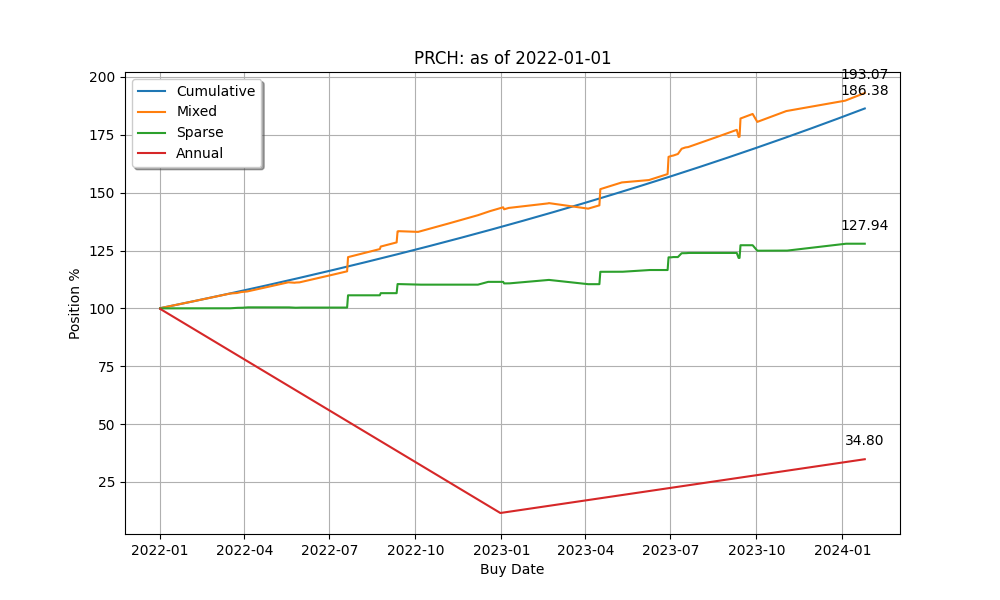 PRCH: as of 2022-01-01
200
175
150
125
100
75
50
25
Position %
Cumulative
Mixed
Sparse
Annual
193.07
186.38
127.94
34.80
2022-01 2022-04 2022-07 2022-10 2023-01 2023-04 2023-07 2023-10 2024-01
Buy Date